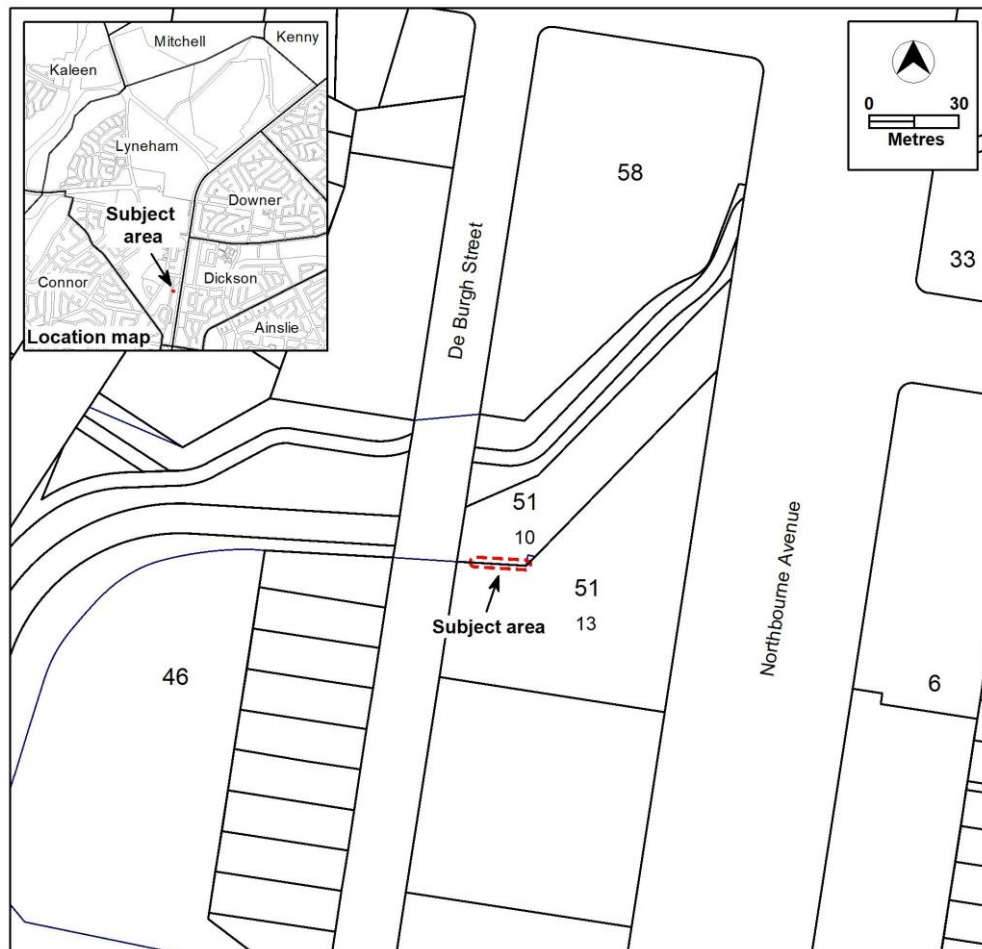 Mitchell
Kenny
Kaleen
Lyneham
Downer
Subject
area
Connor
Dickson
Ainslie
Location map
0 30
Metres
58
33
De Burgh Street
51
10
Subject area
51
13
Northbourne Avenue
46
6